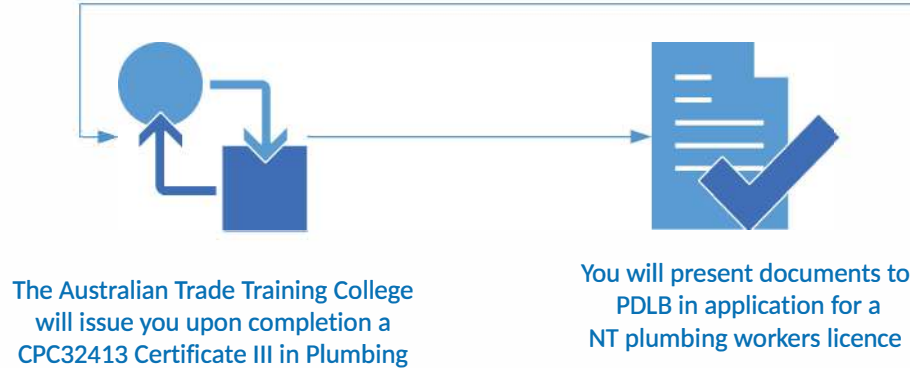 The Australian Trade Training College
will issue you upon completion a
CPC32413 Certificate III in Plumbing
You will present documents to
PDLB in application for a
NT plumbing workers licence